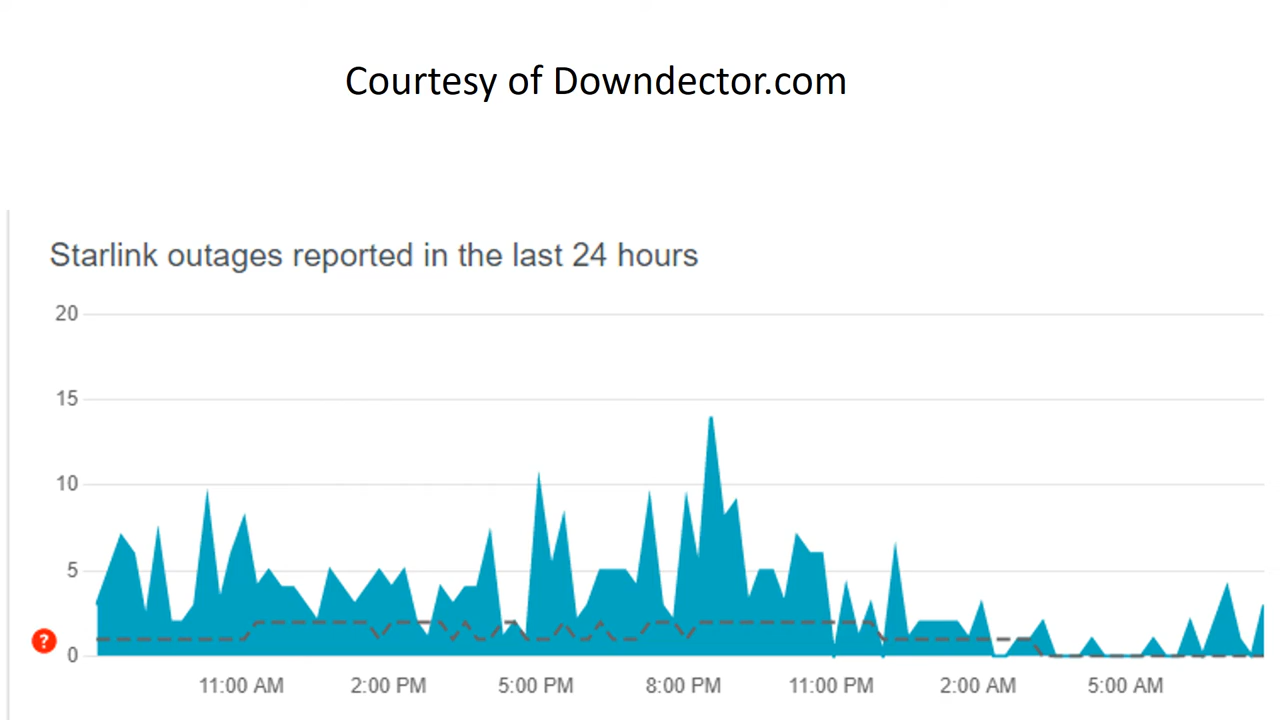 Courtesy of Downdector.com
Starlink outages reported in the last 24 hours
20
15
10
5
?
0
11:00 AM 2:00 PM 5:00 PM 8:00 PM 11:00 PM 2:00 AM 5:00 AM